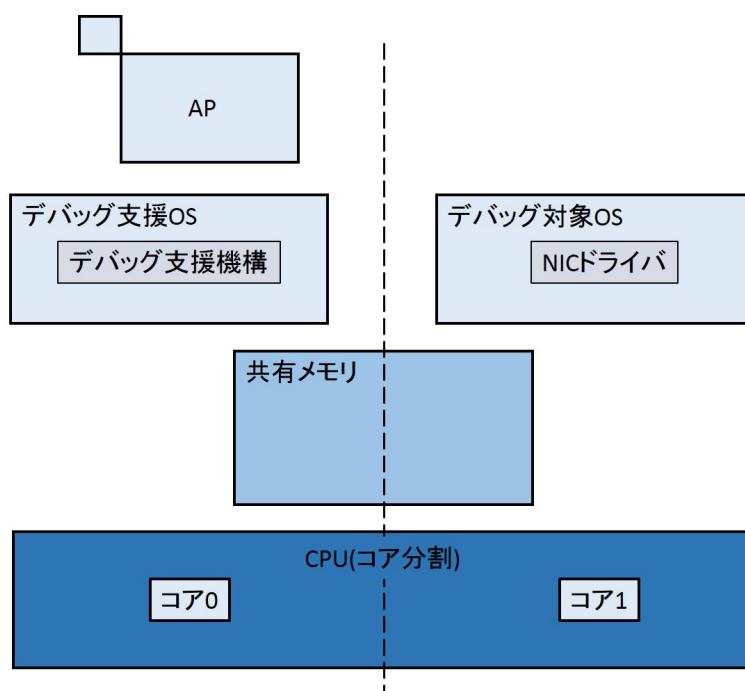 AP
デバッグ支援OS
デバッグ支援機構
デバッグ対象OS
NICドライバ
共有メモリ
CPU(コア分割)
コア0
コア1